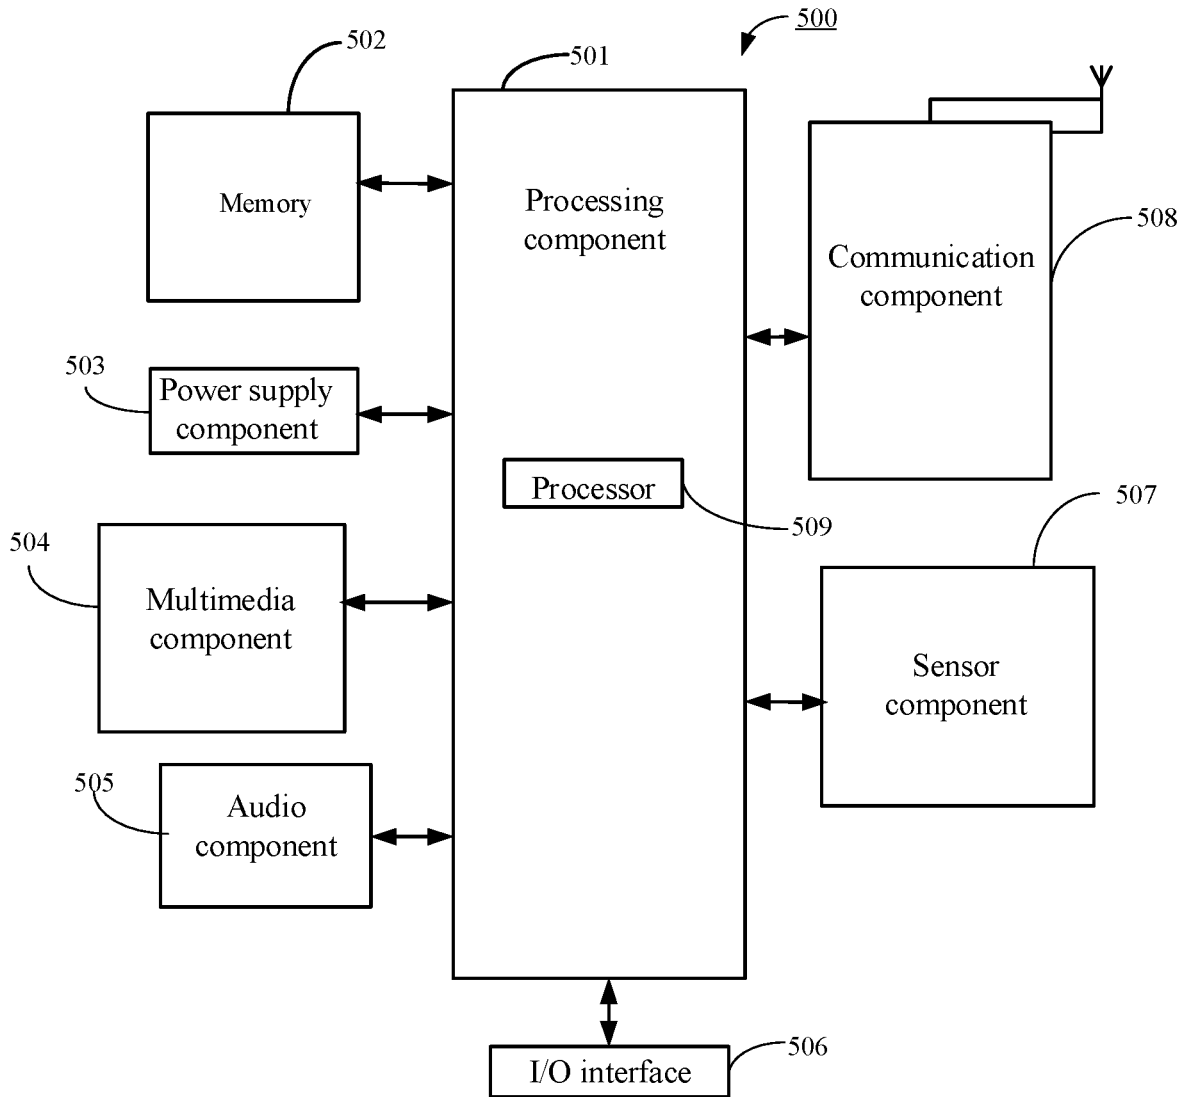 500
502
501
Memory
Processing
component
508
Communication
component
503
Power supply
component
Processor
509
507
504
Multimedia
component
Sensor
component
505
Audio
component
506
I/O interface